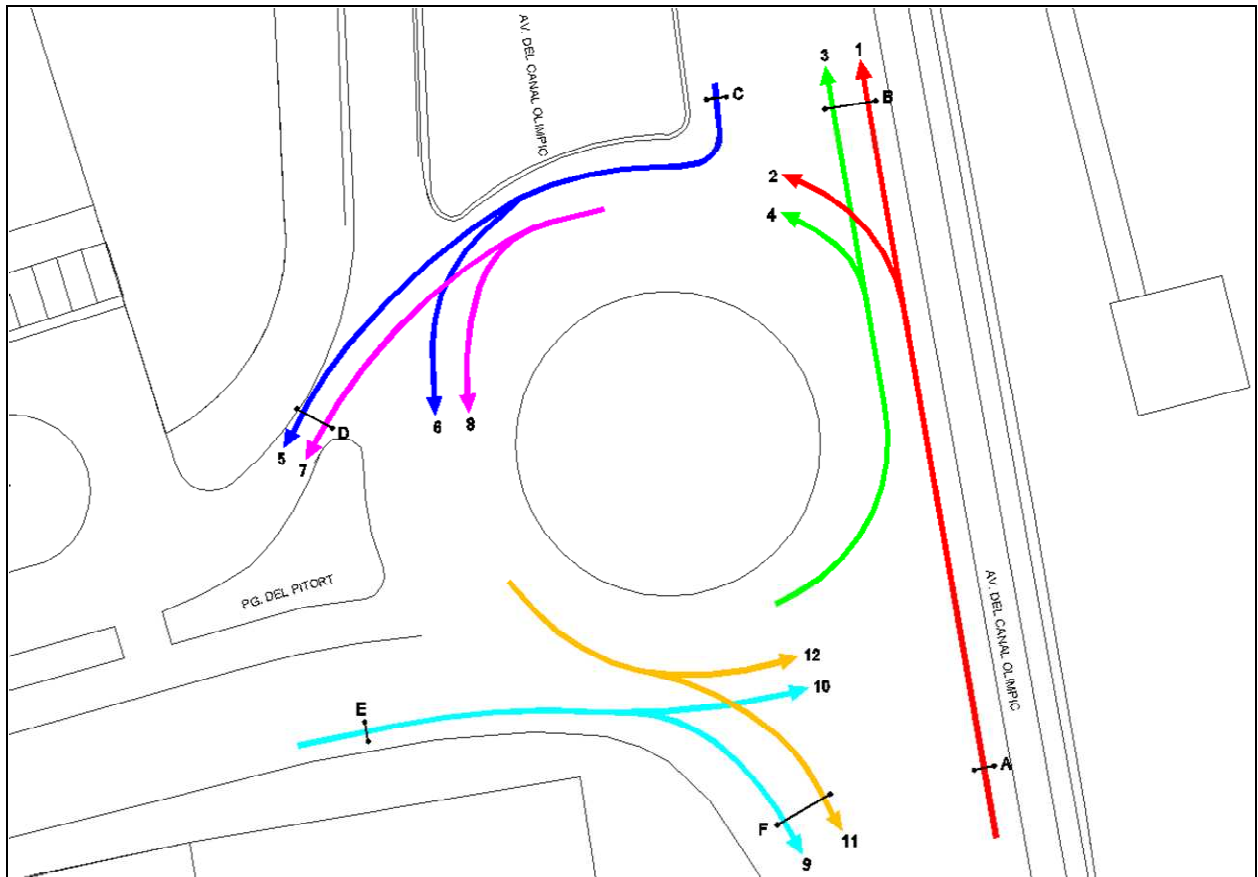 AV. DEL CANAL OLIMPIC
3
1
C
B
2
4
6
8
D
5
7
PG. DEL PITORT
AV. DEL CANAL OLIMPIC
12
10
E
A
F
11
9